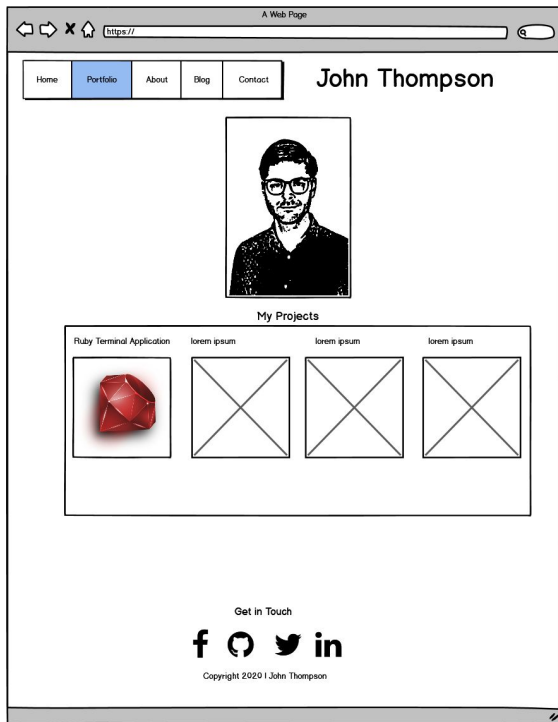 A Web Page
https://
Home Portfolio About Blog Contact
John Thompson
My Projects
Ruby Terminal Application lorem ipsum lorem ipsum lorem ipsum
Get in Touch
Copyright 2020 | John Thompson